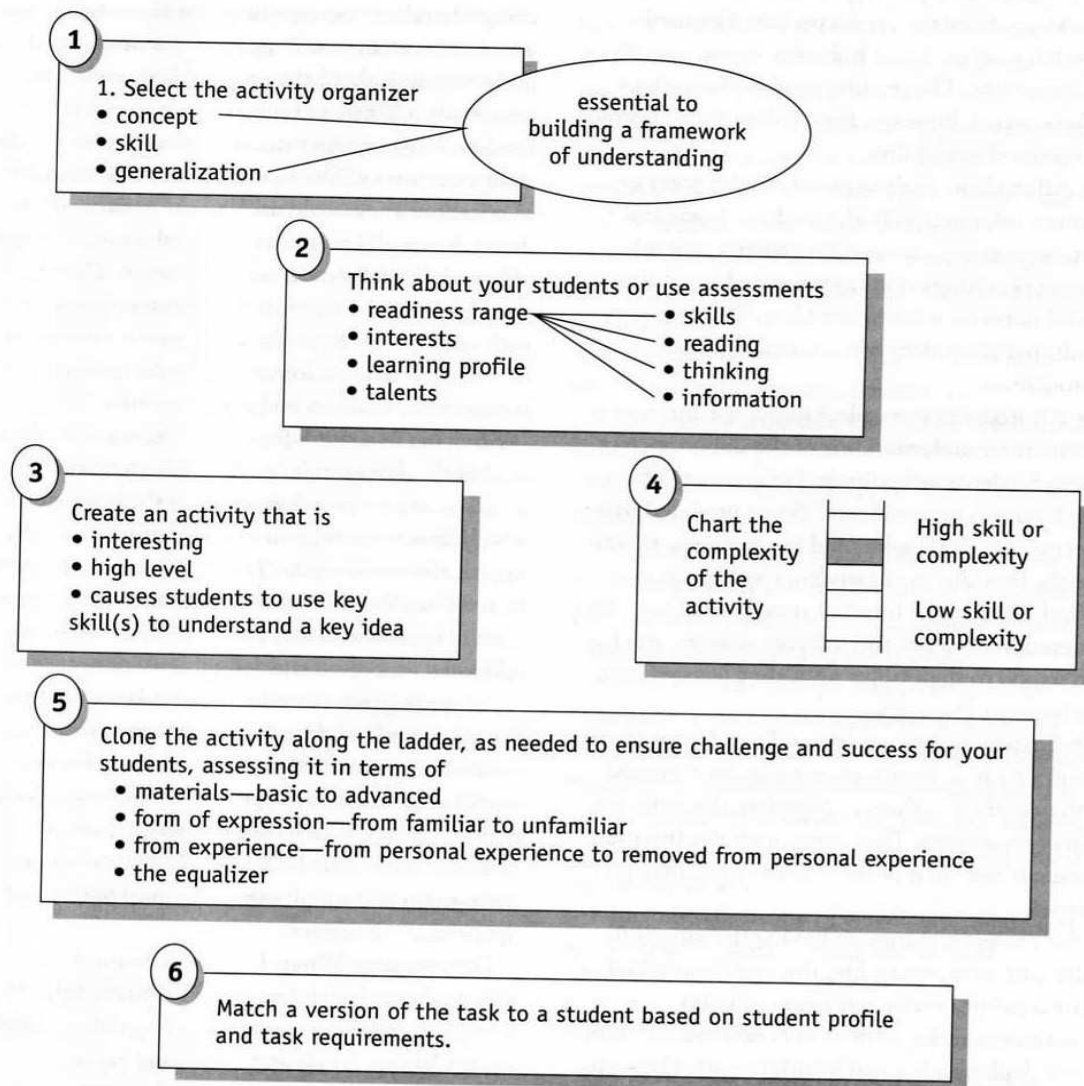 1
1. Select the activity organizer
• concept
• skill
• generalization
essential to
building a framework
of understanding
2
Think about your students or use assessments
• readiness range
• interests
• learning profile
• talents
• skills
• reading
• thinking
• information
3
Create an activity that is
• interesting
• high level
• causes students to use key
skill(s) to understand a key idea
4
Chart the
complexity
of the
activity
High skill or
complexity
Low skill or
complexity
5
Clone the activity along the ladder, as needed to ensure challenge and success for your
students, assessing it in terms of
• materials—basic to advanced
• form of expression—from familiar to unfamiliar
• from experience—from personal experience to removed from personal experience
• the equalizer
6
Match a version of the task to a student based on student profile
and task requirements.